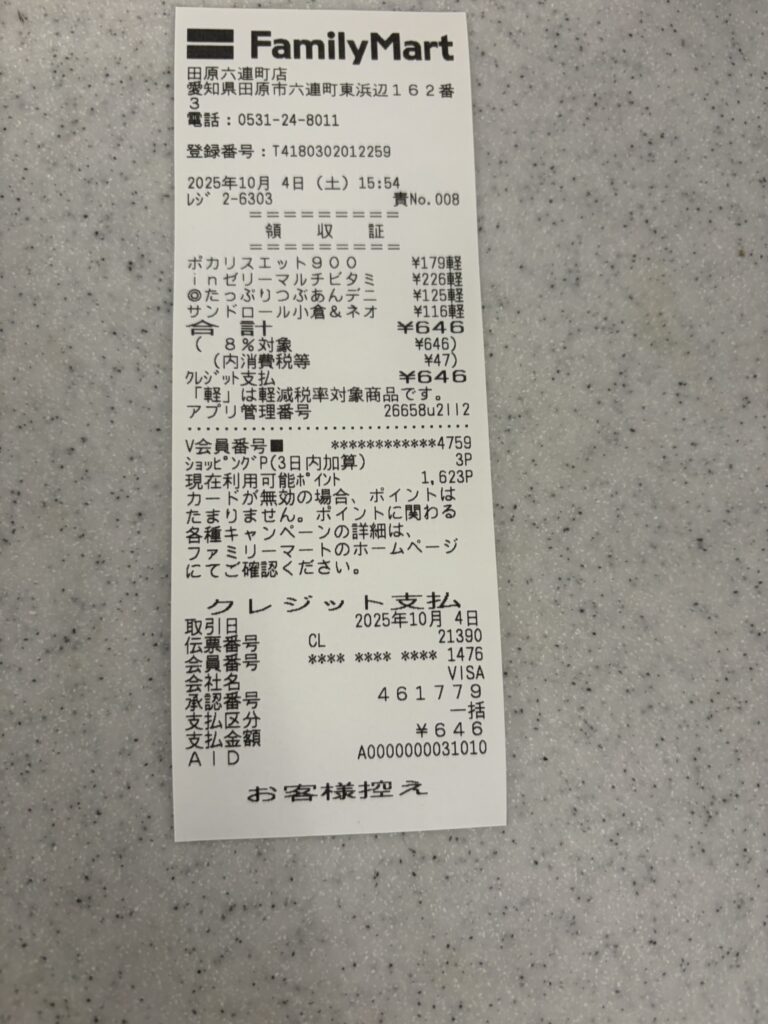 FamilyMart
田原六連町店
愛知県田原市六連町東浜辺１６２番
３
電話：0531-24-8011
登録番号：T4180302012259
2025年10月 4日（土）15:54
ﾚｼﾞ 2-6303 責No.008
＝＝＝＝＝＝＝＝＝
領 収 証
＝＝＝＝＝＝＝＝＝
ポカリスエット９００ ¥179軽
ｉｎゼリーマルチビタミ ¥226軽
◎たっぷりつぶあんデニ ¥125軽
サンドロール小倉＆ネオ ¥116軽
合 計 ¥646
（ ８％対象 ¥646）
（内消費税等 ¥47）
ｸﾚｼﾞｯﾄ支払 ¥646
「軽」は軽減税率対象商品です。
アプリ管理番号 26658u2ll2
V会員番号■ ************4759
ｼｮｯﾋﾟﾝｸﾞP(3日内加算) 3P
現在利用可能ﾎﾟｲﾝﾄ 1,623P
カードが無効の場合、ポイントは
たまりません。ポイントに関わる
各種キャンペーンの詳細は、
ファミリーマートのホームページ
にてご確認ください。
クレジット支払
取引日 2025年10月 4日
伝票番号 CL 21390
会員番号 **** **** **** 1476
会社名 VISA
承認番号 ４６１７７９
支払区分 一括
支払金額 ￥６４６
ＡＩＤ A0000000031010
お客様控え